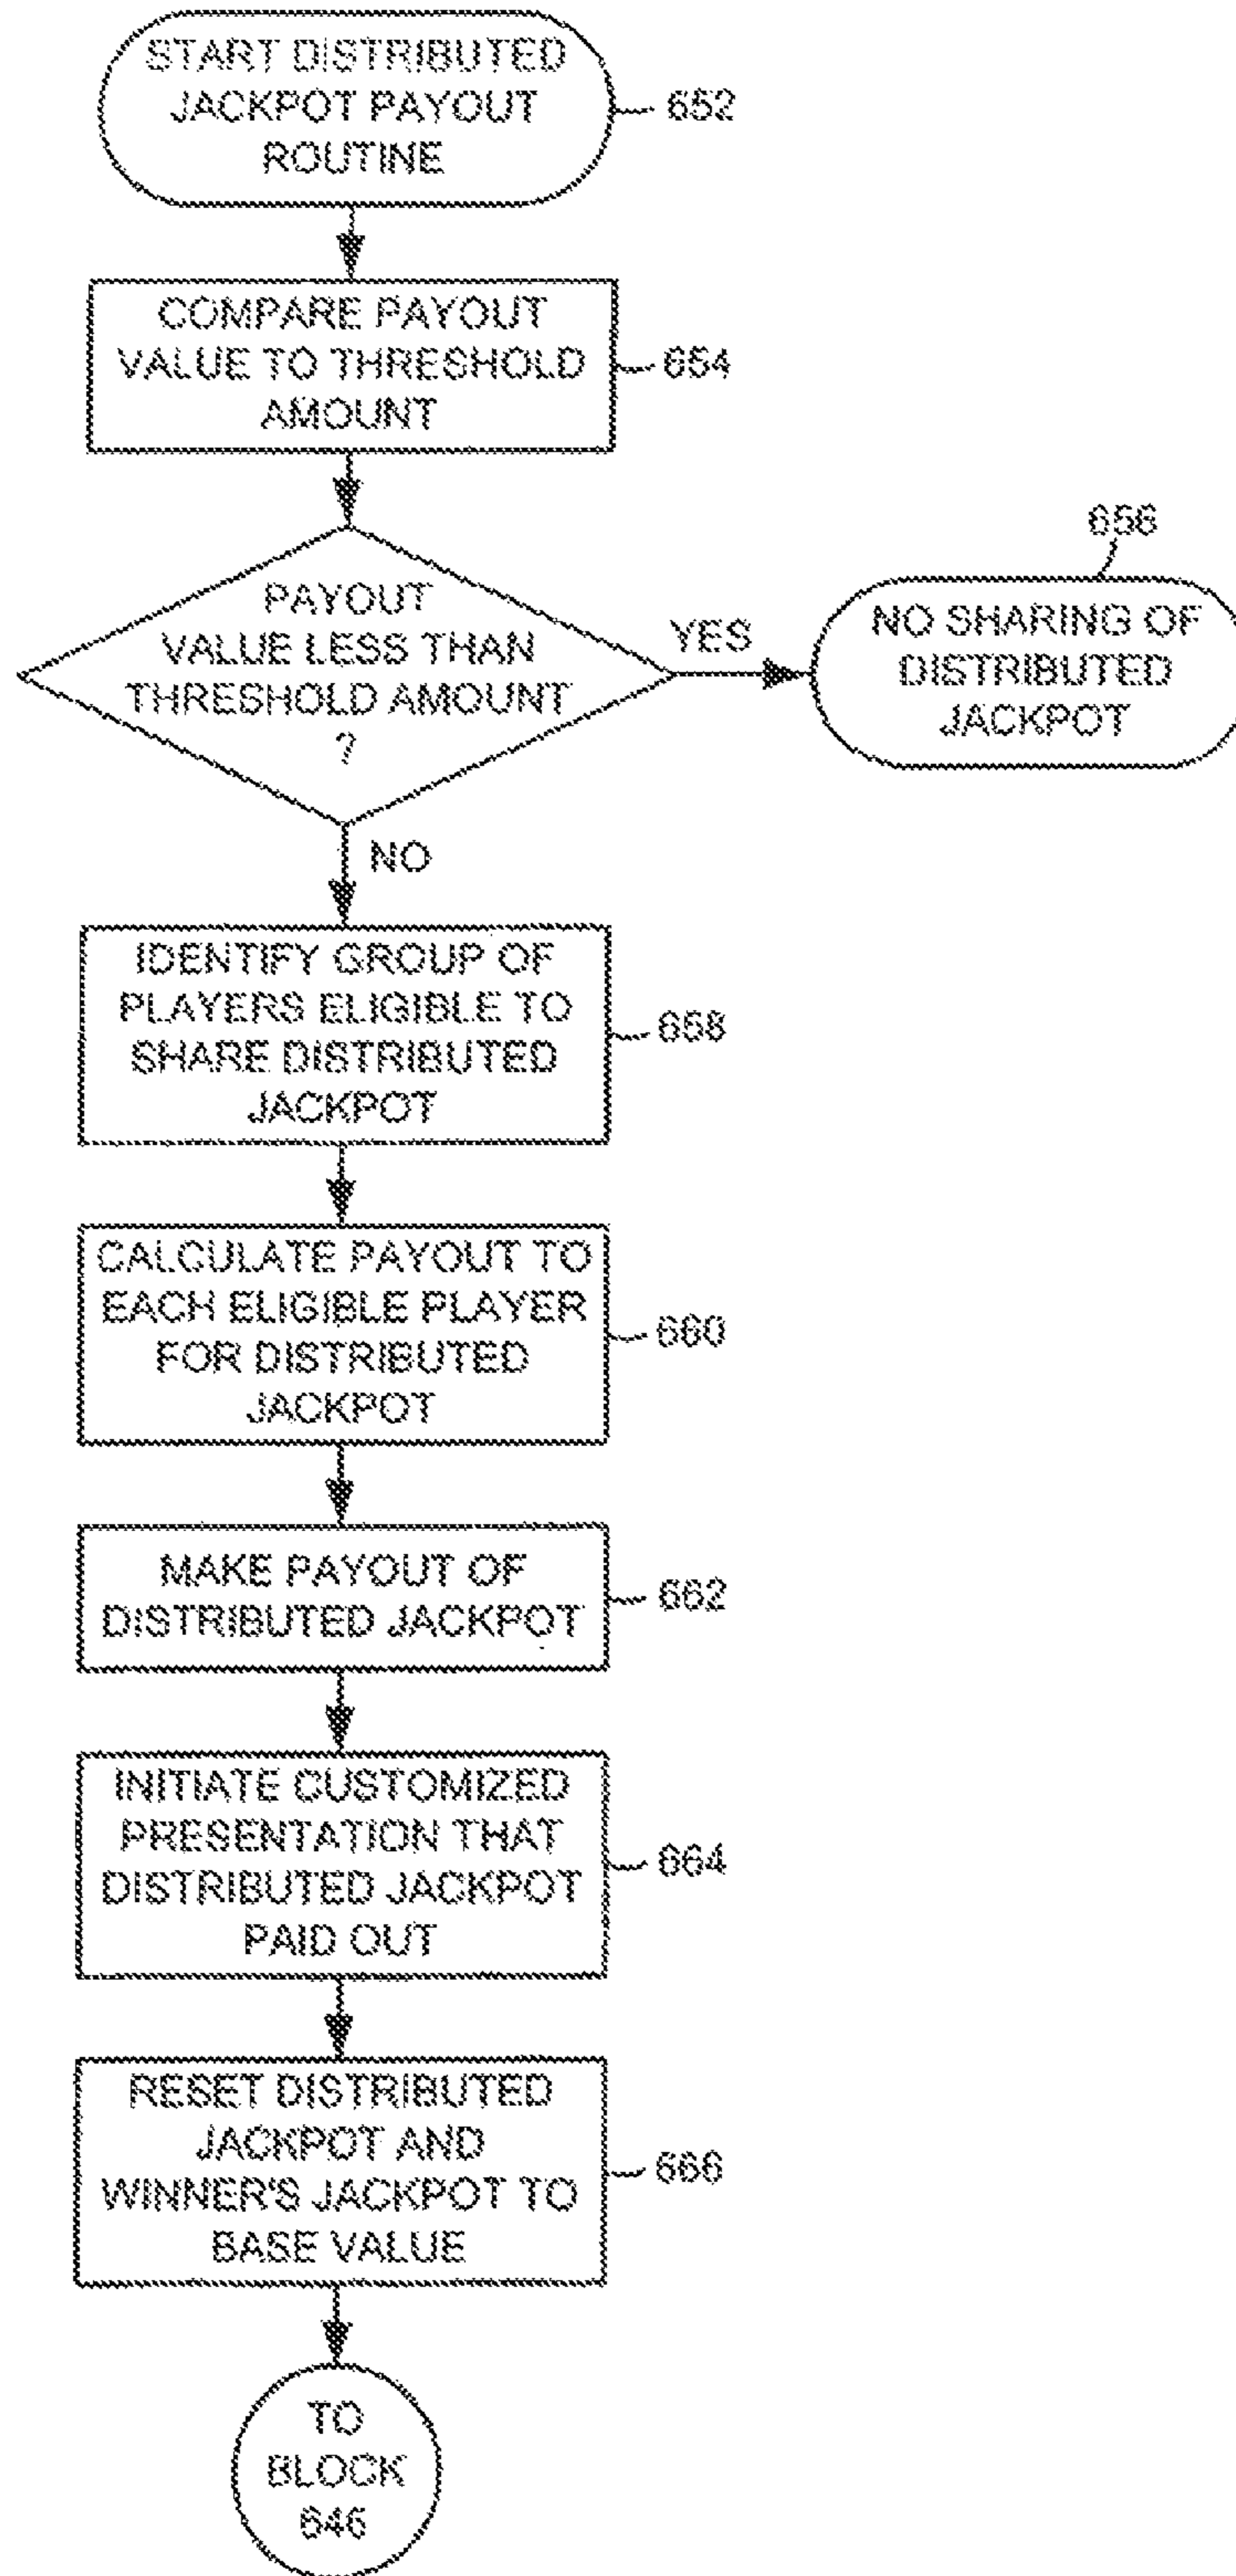 START DISTRIBUTED
JACKPOT PAYOUT
ROUTINE
652
COMPARE PAYOUT
VALUE TO THRESHOLD
AMOUNT
654
PAYOUT
VALUE LESS THAN
THRESHOLD AMOUNT
?
YES
656
NO SHARING OF
DISTRIBUTED
JACKPOT
NO
IDENTIFY GROUP OF
PLAYERS ELIGIBLE TO
SHARE DISTRIBUTED
JACKPOT
658
CALCULATE PAYOUT TO
EACH ELIGIBLE PLAYER
FOR DISTRIBUTED
JACKPOT
660
MAKE PAYOUT OF
DISTRIBUTED JACKPOT
662
INITIATE CUSTOMIZED
PRESENTATION THAT
DISTRIBUTED JACKPOT
PAID OUT
664
RESET DISTRIBUTED
JACKPOT AND
WINNER'S JACKPOT TO
BASE VALUE
666
TO
BLOCK
646